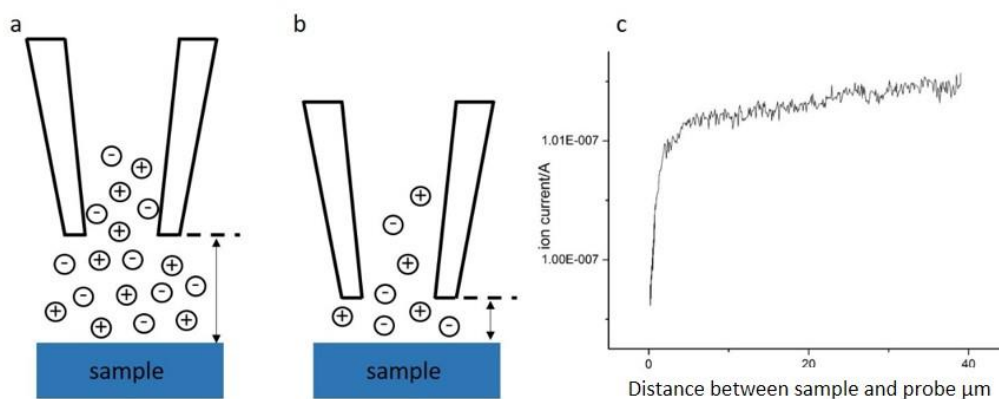 a
b
c
sample
sample
ion current/A
1.01E-007
1.00E-007
0
20
40
Distance between sample and probe µm